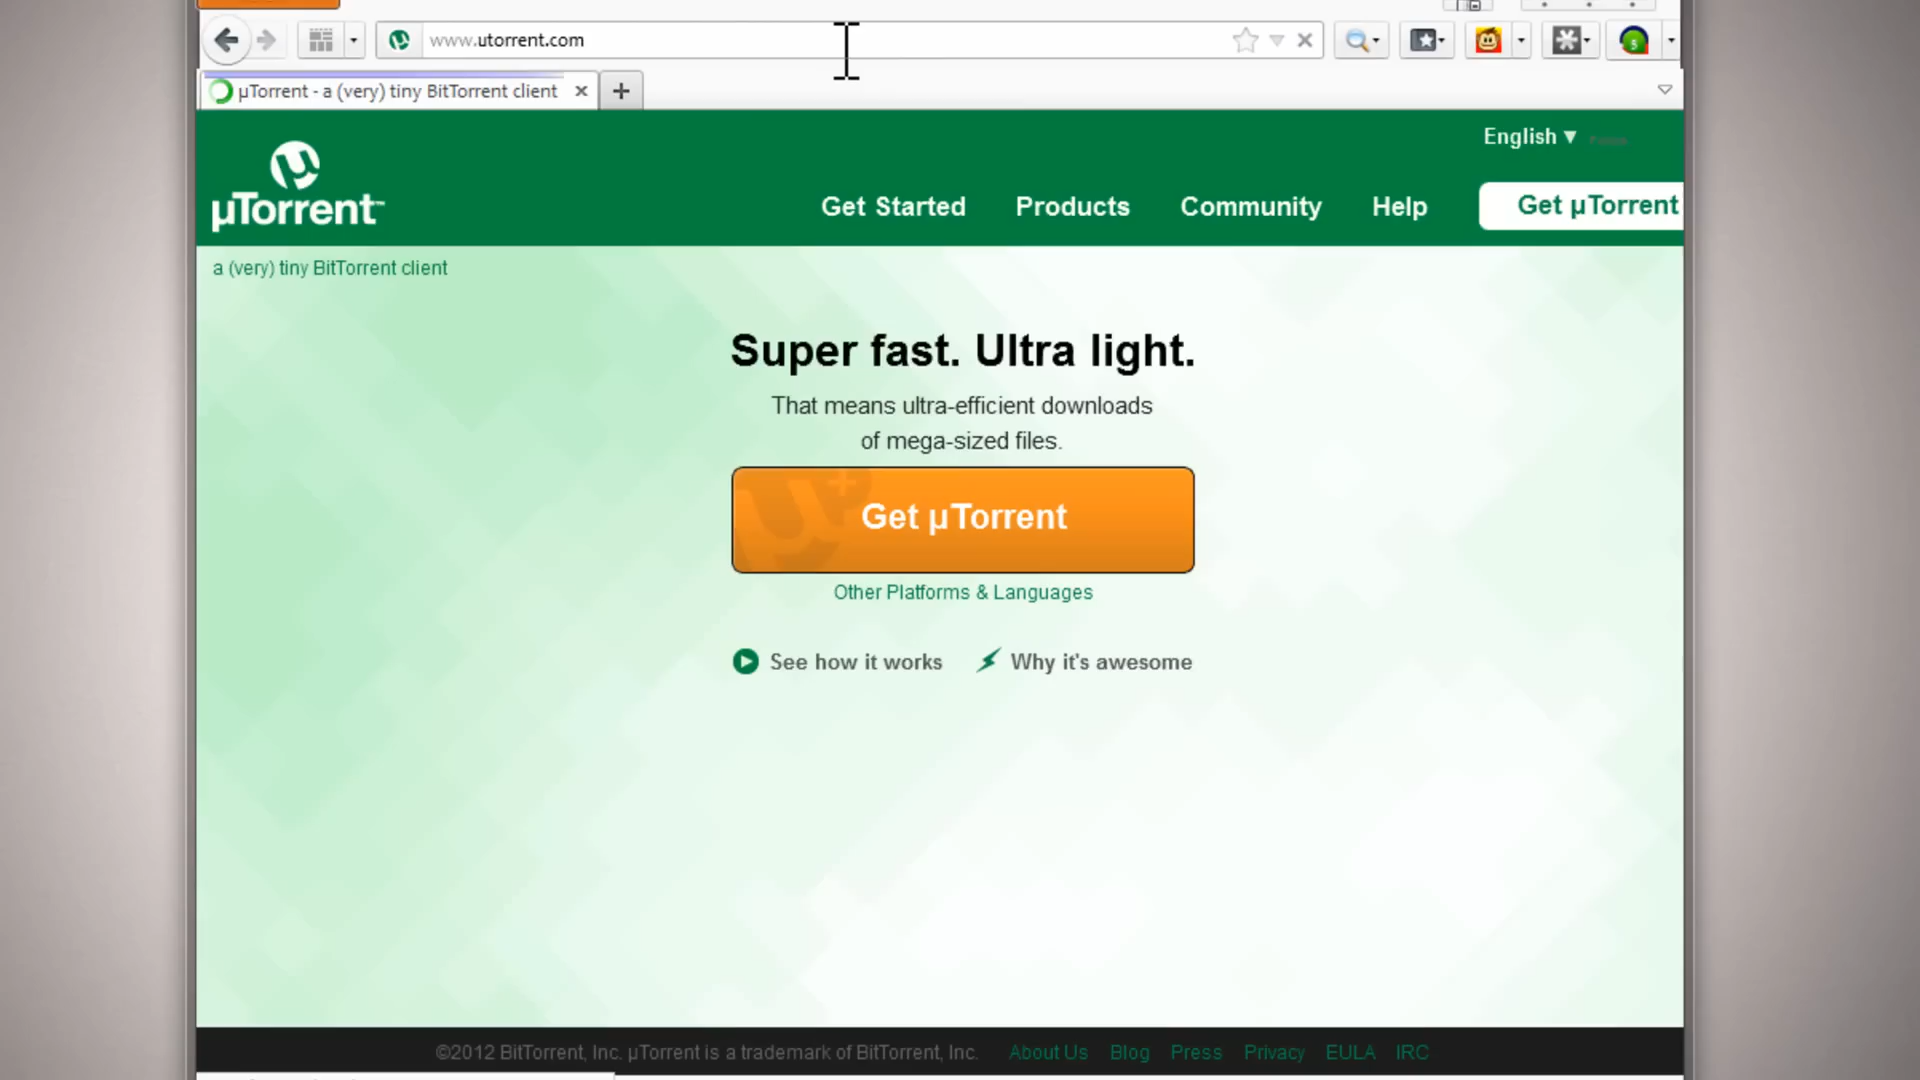 www.utorrent.com
µTorrent - a (very) tiny BitTorrent client
English ▼
µTorrent™
Get Started Products Community Help Get µTorrent
a (very) tiny BitTorrent client
Super fast. Ultra light.
That means ultra-efficient downloads
of mega-sized files.
Get µTorrent
Other Platforms & Languages
See how it works Why it's awesome
©2012 BitTorrent, Inc. µTorrent is a trademark of BitTorrent, Inc. About Us Blog Press Privacy EULA IRC